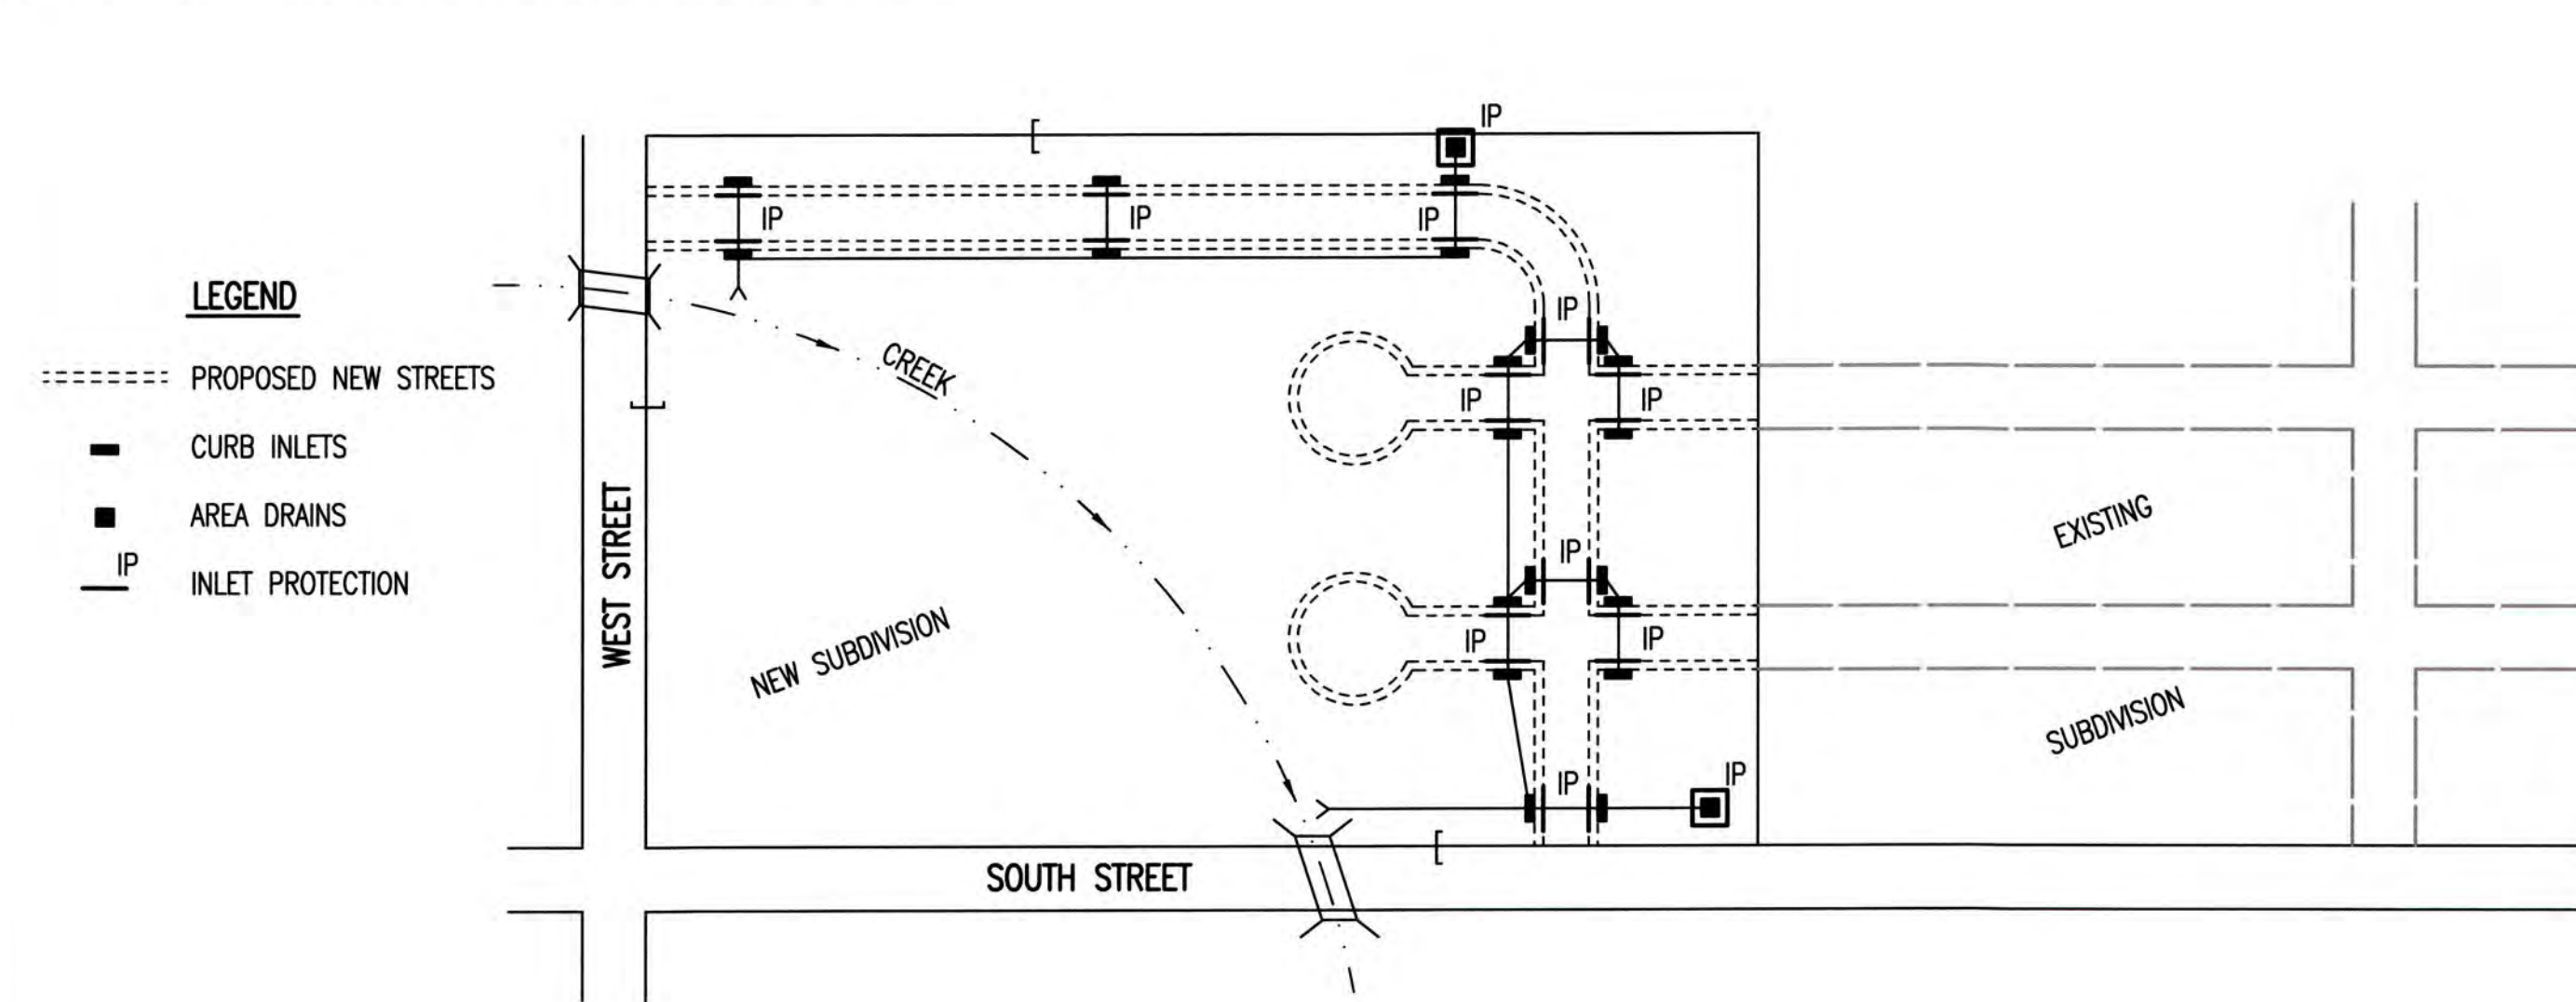 IP
IP
IP
IP
IP
LEGEND
PROPOSED NEW STREETS
CREEK
IP
IP
CURB INLETS
AREA DRAINS
EXISTING
IP
IP
INLET PROTECTION
WEST STREET
NEW SUBDIVISION
IP
IP
SUBDIVISION
IP
IP
SOUTH STREET